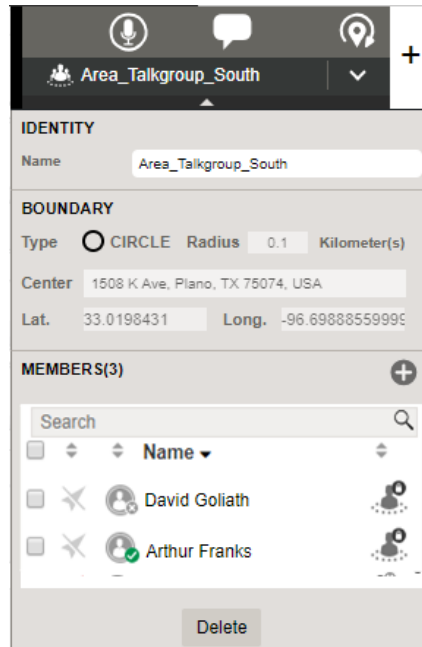 +
Area_Talkgroup_South
IDENTITY
Name Area_Talkgroup_South
BOUNDARY
Type CIRCLE Radius 0.1 Kilometer(s)
Center 1508 K Ave, Plano, TX 75074, USA
Lat. 33.0198431 Long. -96.69888559999
MEMBERS(3)
Search
Name
David Goliath
Arthur Franks
Delete